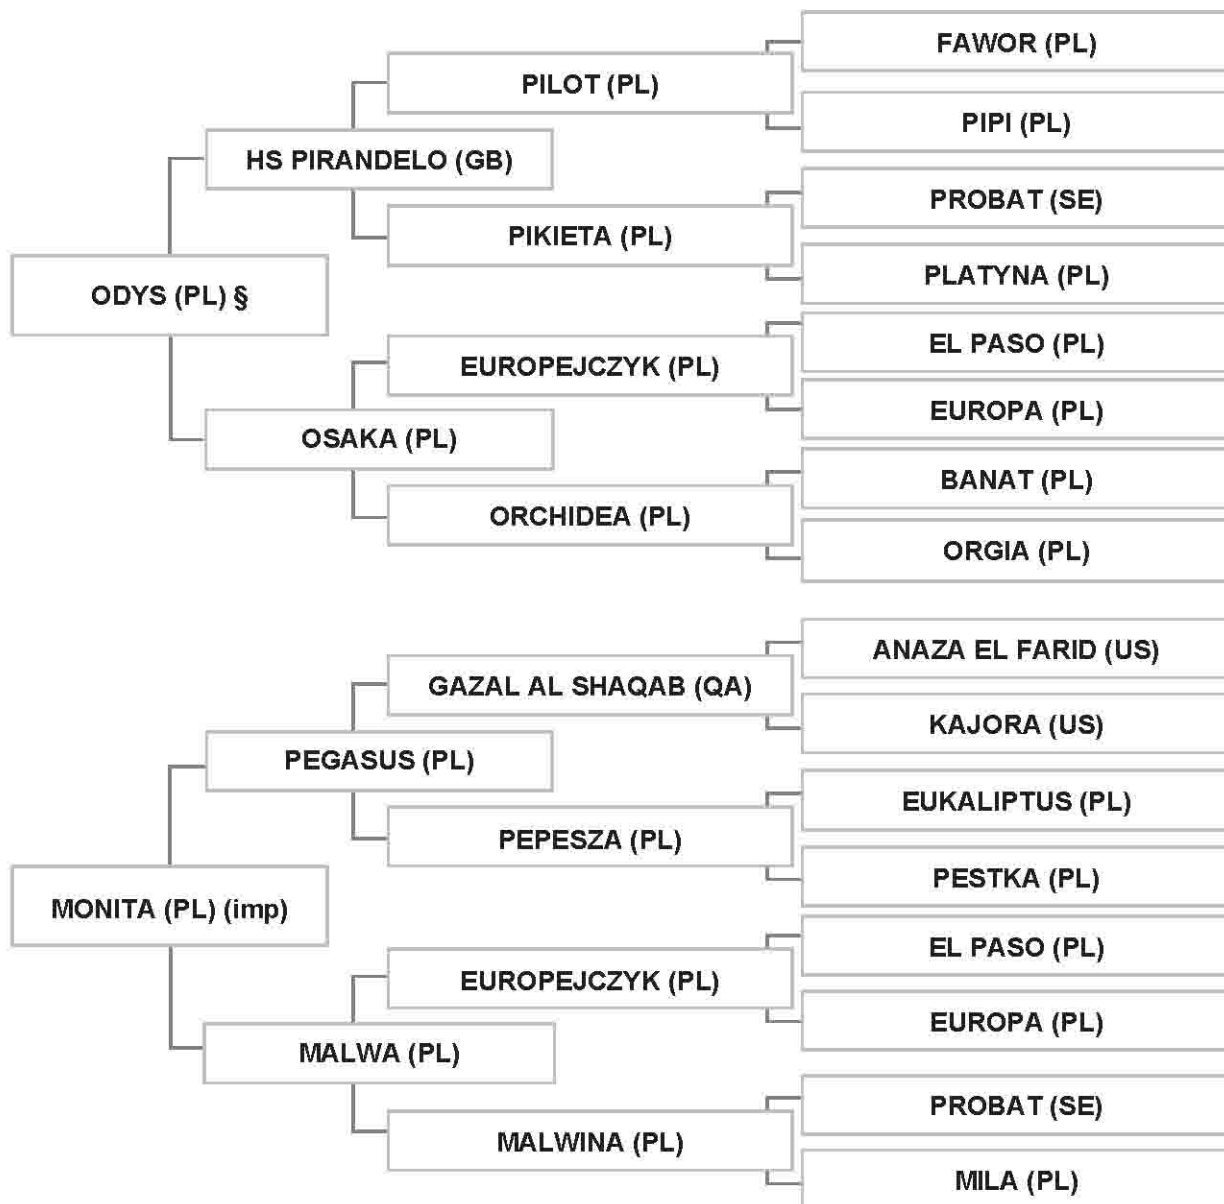 FAWOR (PL)
PILOT (PL)
PIPI (PL)
HS PIRANDELO (GB)
PROBAT (SE)
PIKIETA (PL)
PLATYNA (PL)
ODYS (PL) §
EL PASO (PL)
EUROPEJCZYK (PL)
EUROPA (PL)
OSAKA (PL)
BANAT (PL)
ORCHIDEA (PL)
ORGIA (PL)
ANAZA EL FARID (US)
GAZAL AL SHAQAB (QA)
KAJORA (US)
PEGASUS (PL)
EUKALIPTUS (PL)
PEPESZA (PL)
PESTKA (PL)
MONITA (PL) (imp)
EL PASO (PL)
EUROPEJCZYK (PL)
EUROPA (PL)
MALWA (PL)
PROBAT (SE)
MALWINA (PL)
MILA (PL)